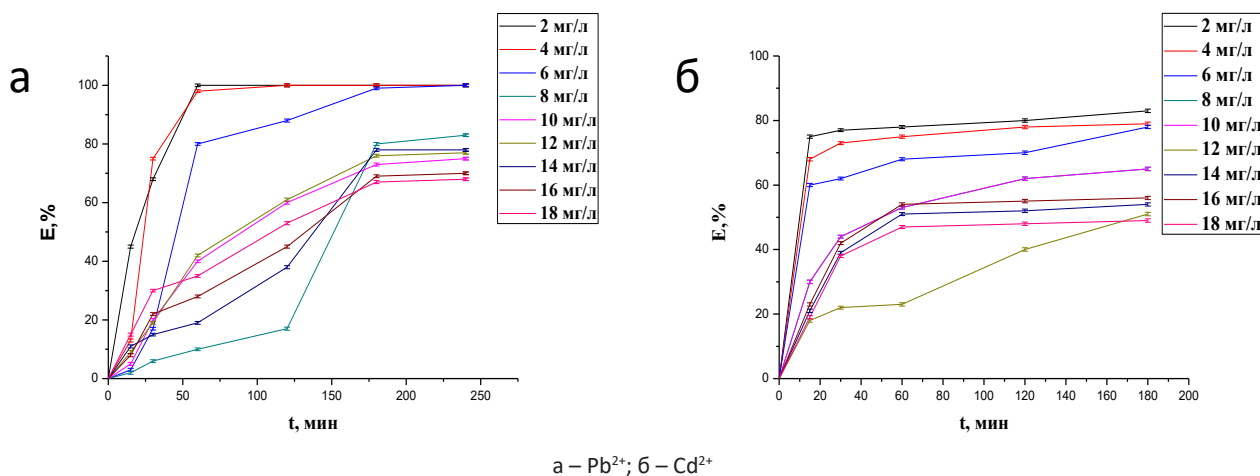 а
E,%
100
80
60
40
20
0
0
50
100
150
200
250
t, мин
2 мг/л
4 мг/л
6 мг/л
8 мг/л
10 мг/л
12 мг/л
14 мг/л
16 мг/л
18 мг/л
б
E,%
100
80
60
40
20
0
0
20
40
60
80
100
120
140
160
180
200
t, мин
2 мг/л
4 мг/л
6 мг/л
8 мг/л
10 мг/л
12 мг/л
14 мг/л
16 мг/л
18 мг/л
а – Pb²⁺; б – Cd²⁺